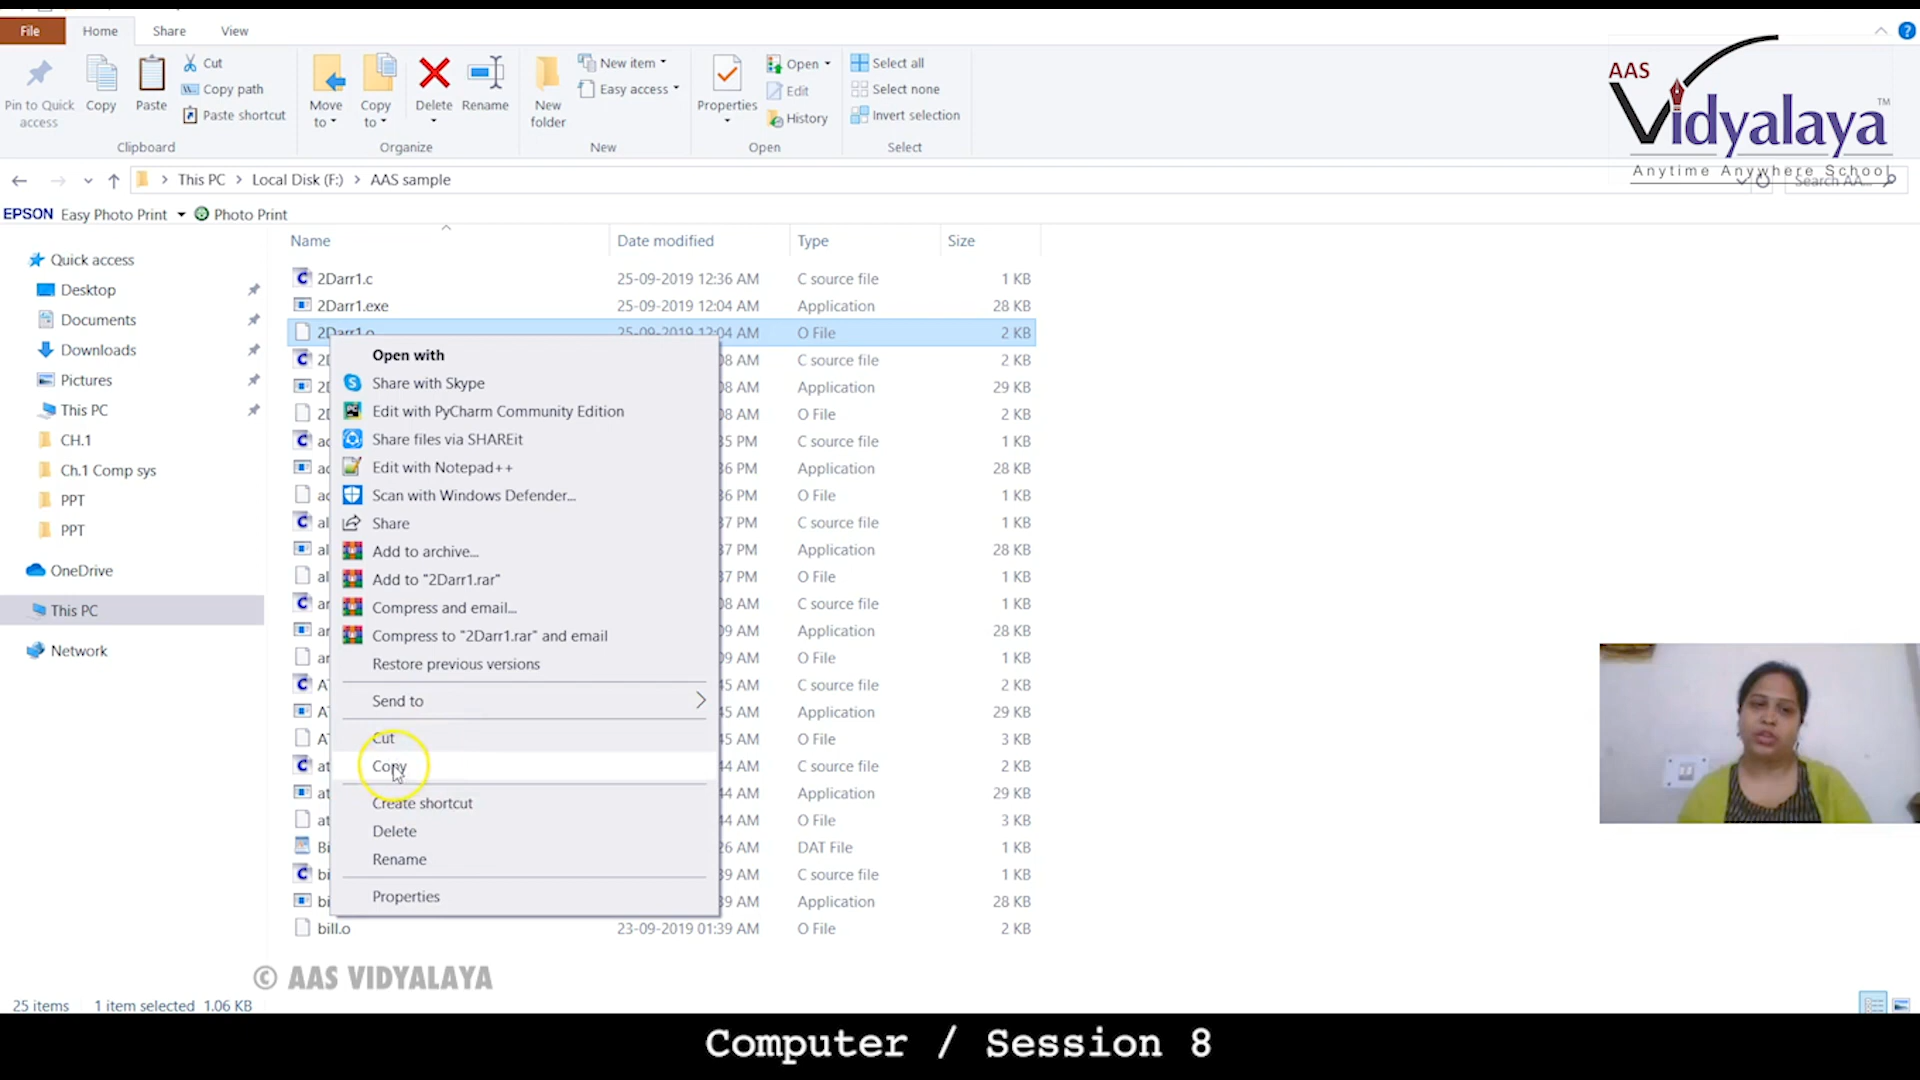 File Home Share View
Pin to Quick access
Copy
Paste
Cut
Copy path
Paste shortcut
Clipboard
Move to
Copy to
Delete
Rename
Organize
New folder
New item
Easy access
New
Properties
Open
Edit
History
Open
Select all
Select none
Invert selection
Select
AAS
Vidyalaya™
Anytime Anywhere School
This PC > Local Disk (F:) > AAS sample
Search AA...
EPSON Easy Photo Print Photo Print
Quick access
Desktop
Documents
Downloads
Pictures
This PC
CH.1
Ch.1 Comp sys
PPT
PPT
OneDrive
This PC
Network
Name Date modified Type Size
2Darr1.c 25-09-2019 12:36 AM C source file 1 KB
2Darr1.exe 25-09-2019 12:04 AM Application 28 KB
2Darr1.o 25-09-2019 12:04 AM O File 2 KB
C source file 2 KB
Application 29 KB
O File 2 KB
C source file 1 KB
Application 28 KB
O File 2 KB
C source file 1 KB
Application 28 KB
O File 2 KB
C source file 1 KB
Application 28 KB
O File 2 KB
C source file 2 KB
Application 29 KB
O File 3 KB
C source file 2 KB
Application 29 KB
O File 3 KB
DAT File 1 KB
C source file 1 KB
Application 28 KB
bill.o 23-09-2019 01:39 AM O File 2 KB
Open with
Share with Skype
Edit with PyCharm Community Edition
Share files via SHAREit
Edit with Notepad++
Scan with Windows Defender...
Share
Add to archive...
Add to "2Darr1.rar"
Compress and email...
Compress to "2Darr1.rar" and email
Restore previous versions
Send to
Cut
Copy
Create shortcut
Delete
Rename
Properties
© AAS VIDYALAYA
25 items 1 item selected 1.06 KB
Computer / Session 8